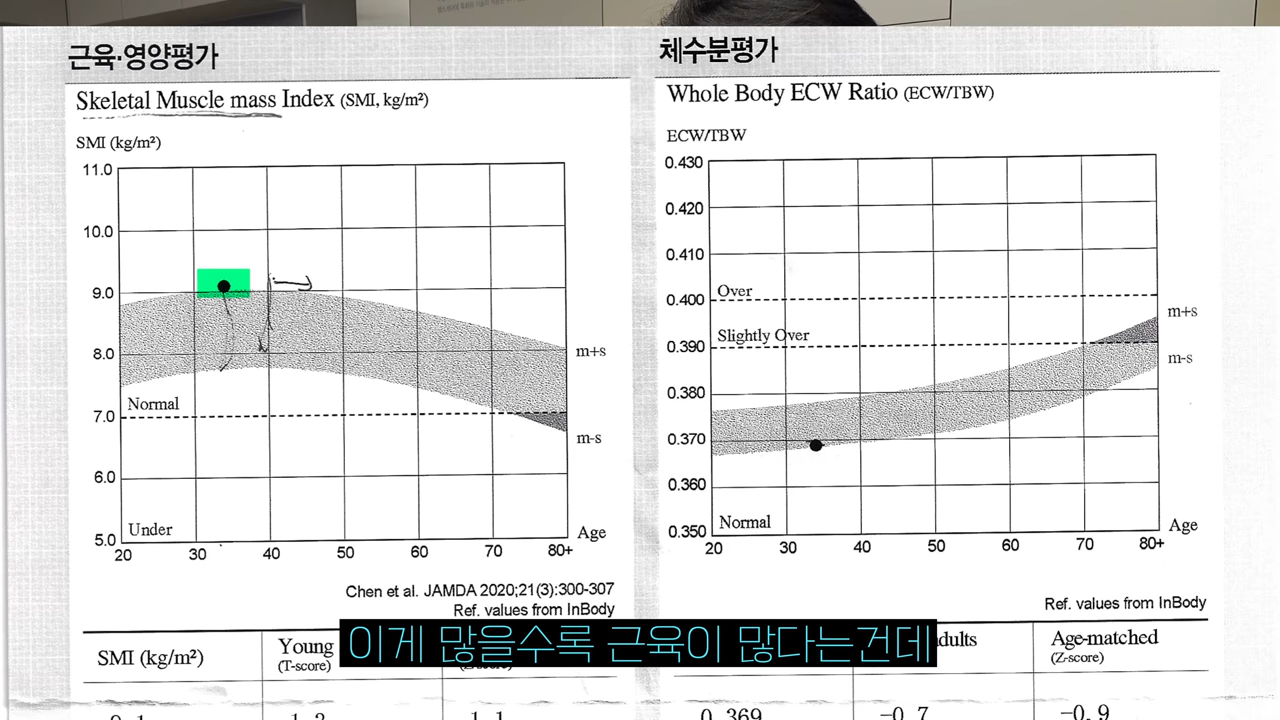 근육·영양평가
Skeletal Muscle mass Index (SMI, kg/m²)
SMI (kg/m²)
11.0
10.0
9.0
8.0
m+s
Normal
7.0
m-s
6.0
Under
5.0
Age
20 30 40 50 60 70 80+
Chen et al. JAMDA 2020;21(3):300-307
Ref. values from InBody
SMI (kg/m²)
Young
(T-score)
체수분평가
Whole Body ECW Ratio (ECW/TBW)
ECW/TBW
0.430
0.420
0.410
Over
0.400
m+s
Slightly Over
0.390
m-s
0.380
0.370
0.360
Normal
0.350
Age
20 30 40 50 60 70 80+
Ref. values from InBody
Age-matched
(Z-score)
0.369 -0.7 -0.9
이게 많을수록 근육이 많다는건데